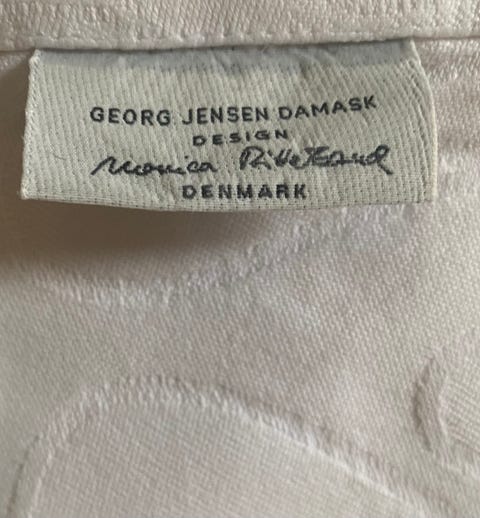 GEORG JENSEN DAMASK
DESIGN
Monica Ritterband
DENMARK